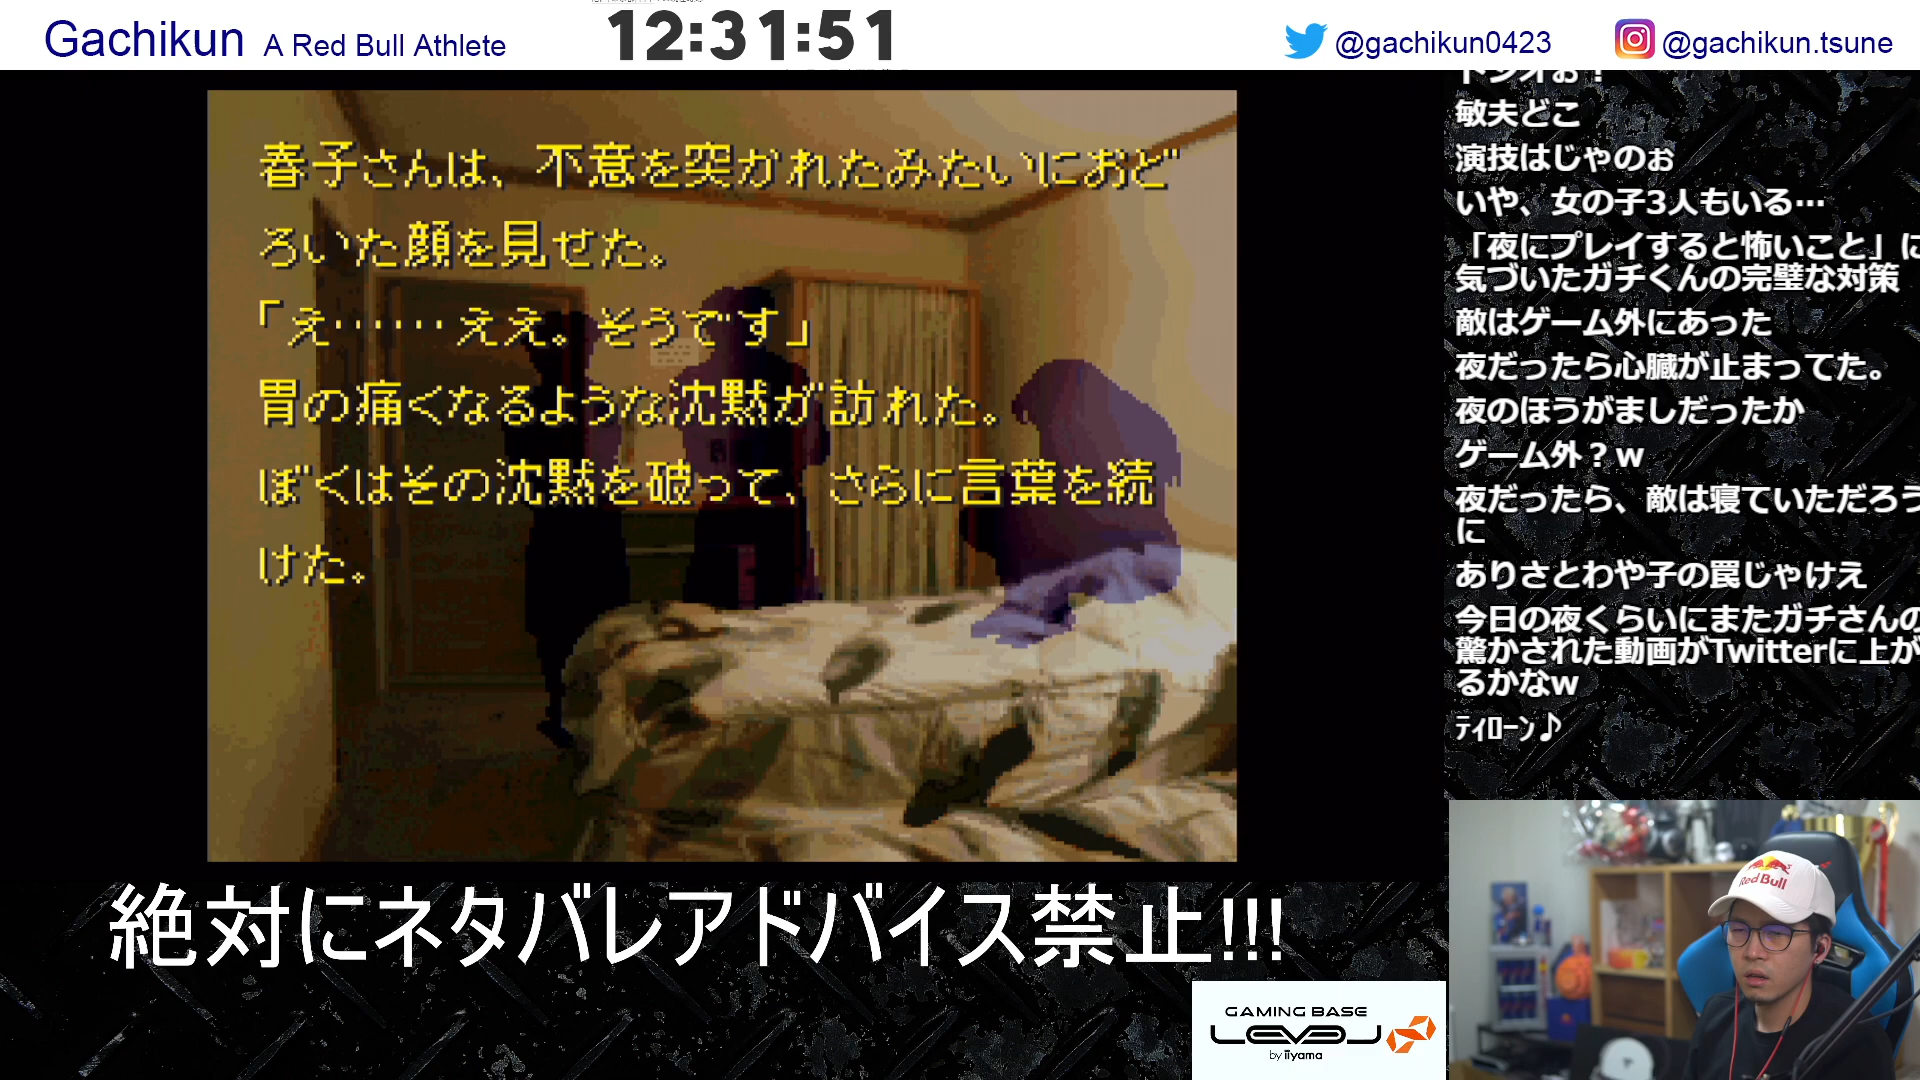 Gachikun A Red Bull Athlete
12:31:51
@gachikun0423
@gachikun.tsune
春子さんは、不意を突かれたみたいにおど
ろいた顔を見せた。
「え……ええ。そうです」
胃の痛くなるような沈黙が訪れた。
ぼくはその沈黙を破って、さらに言葉を続
けた。
敏夫どこ
演技はじゃのぉ
いや、女の子3人もいる…
「夜にプレイすると怖いこと」に
気づいたガチくんの完璧な対策
敵はゲーム外にあった
夜だったら心臓が止まってた。
夜のほうがましだったか
ゲーム外？w
夜だったら、敵は寝ていただろう
に
ありさとわや子の罠じゃけえ
今日の夜くらいにまたガチさんの
驚かされた動画がTwitterに上が
るかなw
ﾃｨﾛｰﾝ♪
絶対にネタバレアドバイス禁止!!!
GAMING BASE
LEVEL
by iiyama
Red Bull